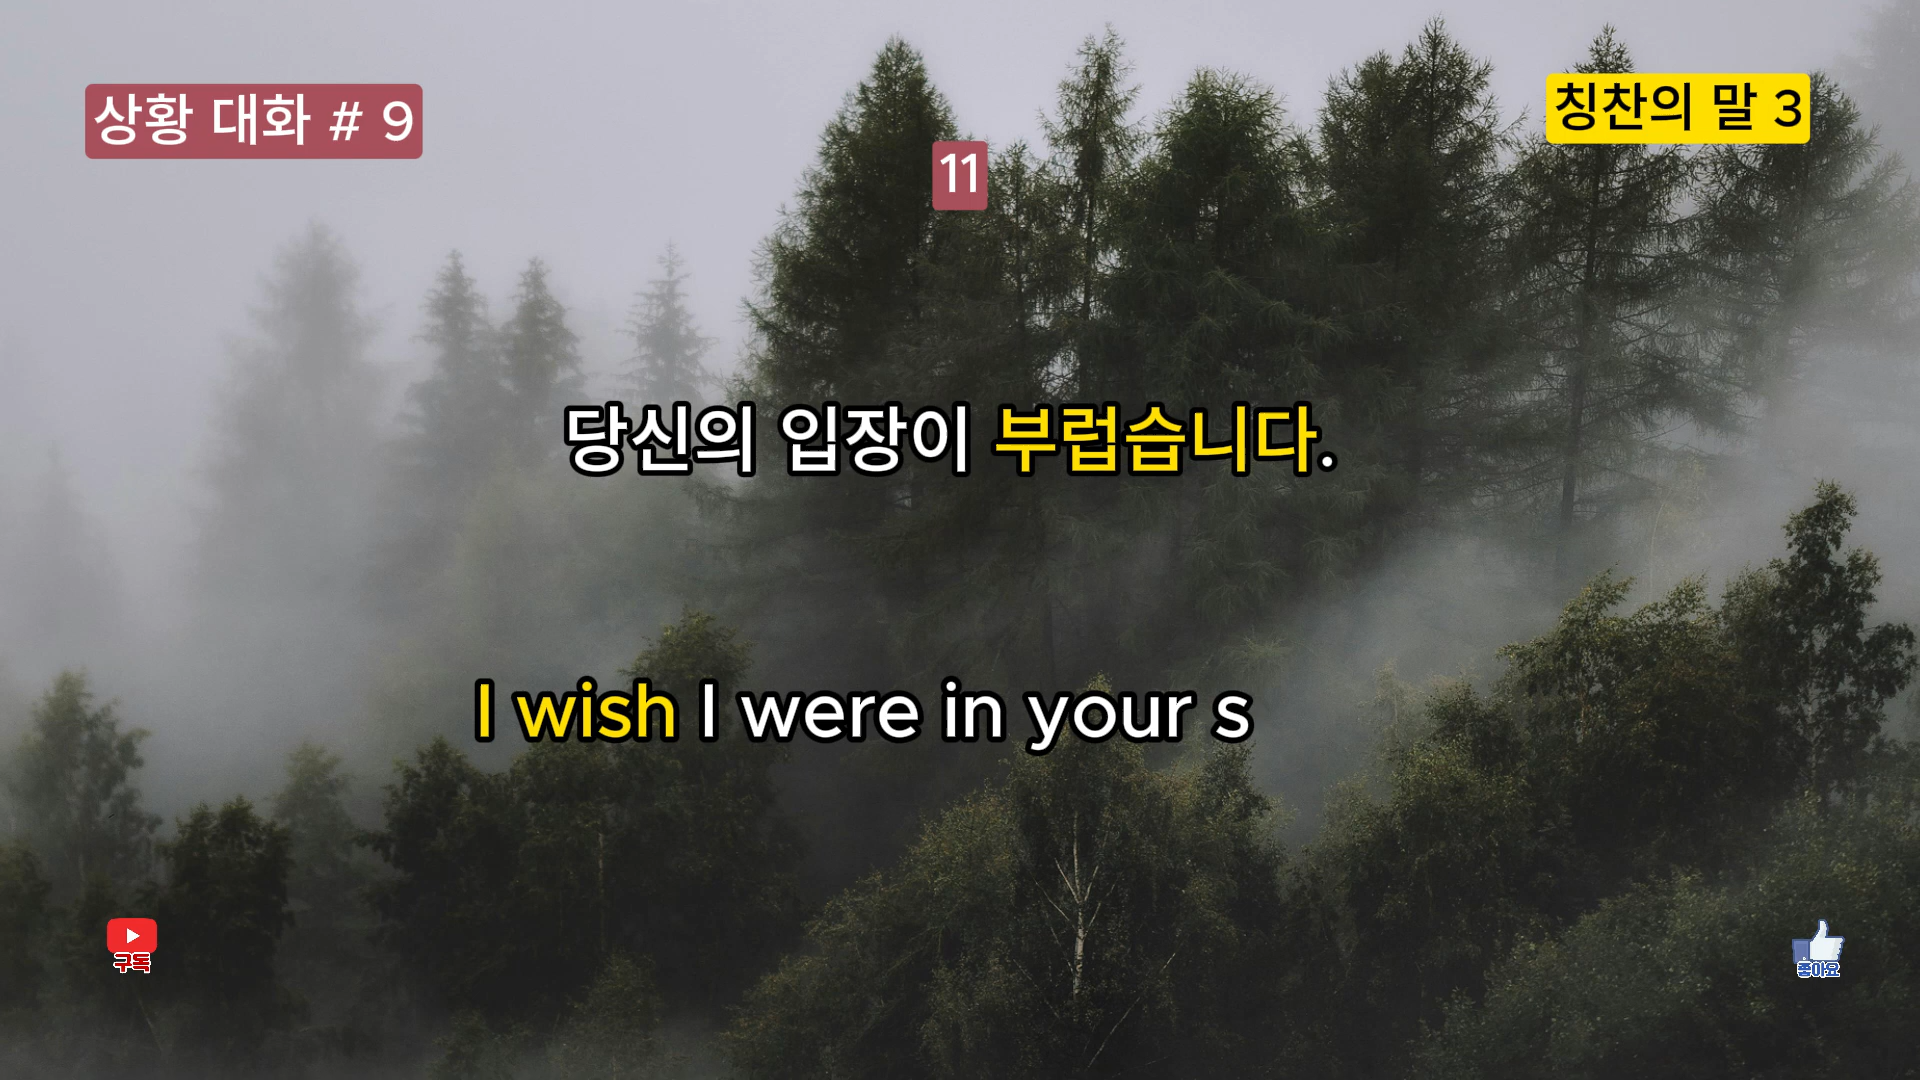 상황 대화 # 9
칭찬의 말 3
11
당신의 입장이 부럽습니다.
I wish I were in your s
구독
좋아요